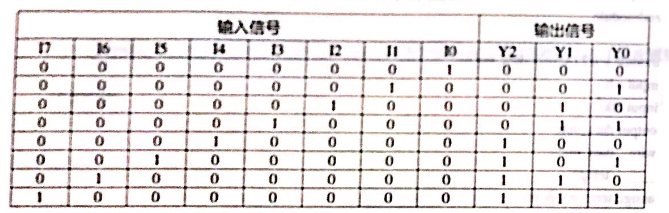 输入信号 输出信号
I7 I6 I5 I4 I3 I2 I1 I0 Y2 Y1 Y0
0 0 0 0 0 0 0 1 0 0 0
0 0 0 0 0 0 1 0 0 0 1
0 0 0 0 0 1 0 0 0 1 0
0 0 0 0 1 0 0 0 0 1 1
0 0 0 1 0 0 0 0 1 0 0
0 0 1 0 0 0 0 0 1 0 1
0 1 0 0 0 0 0 0 1 1 0
1 0 0 0 0 0 0 0 1 1 1